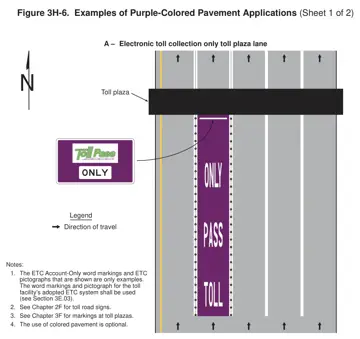 Figure 3H-6. Examples of Purple-Colored Pavement Applications (Sheet 1 of 2)
A – Electronic toll collection only toll plaza lane
N
Toll plaza
Toll Pass
ONLY
ONLY
PASS
TOLL
Legend
Direction of travel
Notes:
1. The ETC Account-Only word markings and ETC
pictographs that are shown are only examples.
The word markings and pictograph for the toll
facility's adopted ETC system shall be used
(see Section 3E.03).
2. See Chapter 2F for toll road signs.
3. See Chapter 3F for markings at toll plazas.
4. The use of colored pavement is optional.